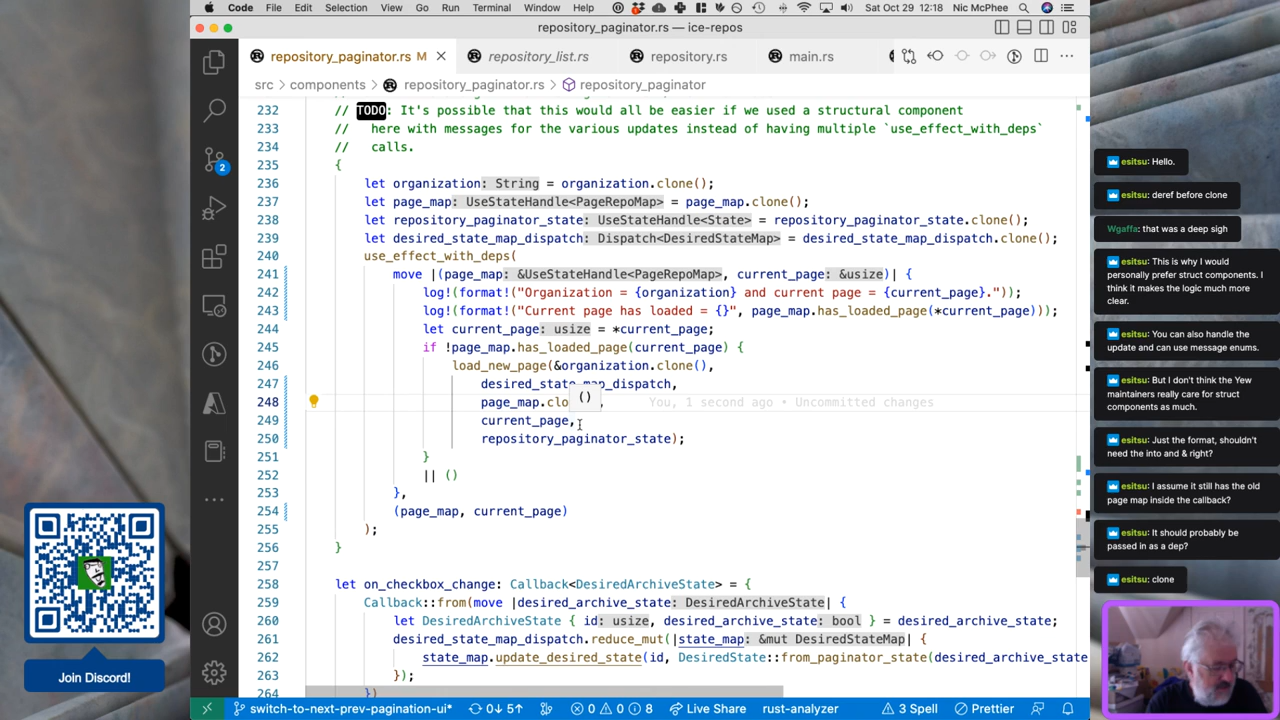 Code File Edit Selection View Go Run Terminal Window Help Sat Oct 29 12:18 Nic McPhee
repository_paginator.rs — ice-repos
repository_paginator.rs M repository_list.rs repository.rs main.rs
src components repository_paginator.rs repository_paginator
232 // TODO: It's possible that this would all be easier if we used a structural component
233 // here with messages for the various updates instead of having multiple `use_effect_with_deps`
234 // calls.
235 {
236 let organization: String = organization.clone();
237 let page_map: UseStateHandle<PageRepoMap> = page_map.clone();
238 let repository_paginator_state: UseStateHandle<State> = repository_paginator_state.clone();
239 let desired_state_map_dispatch: Dispatch<DesiredStateMap> = desired_state_map_dispatch.clone();
240 use_effect_with_deps(
241 move |(page_map: &UseStateHandle<PageRepoMap>, current_page: &usize)| {
242 log!(format!("Organization = {organization} and current page = {current_page}."));
243 log!(format!("Current page has loaded = {}", page_map.has_loaded_page(*current_page)));
244 let current_page: usize = *current_page;
245 if !page_map.has_loaded_page(current_page) {
246 load_new_page(&organization.clone(),
247 desired_state_map_dispatch,
248 page_map.clo (), You, 1 second ago • Uncommitted changes
249 current_page,
250 repository_paginator_state);
251 }
252 || ()
253 },
254 (page_map, current_page)
255 );
256 }
257
258 let on_checkbox_change: Callback<DesiredArchiveState> = {
259 Callback::from(move |desired_archive_state: DesiredArchiveState| {
260 let DesiredArchiveState { id: usize, desired_archive_state: bool } = desired_archive_state;
261 desired_state_map_dispatch.reduce_mut(|state_map: &mut DesiredStateMap| {
262 state_map.update_desired_state(id, DesiredState::from_paginator_state(desired_archive_state
263 });
264 })
2
switch-to-next-prev-pagination-ui* 0↓ 5↑ 0 0 8 Live Share rust-analyzer 3 Spell Prettier
Join Discord!
esitsu: Hello.
esitsu: deref before clone
Wgaffa: that was a deep sigh
esitsu: This is why I would
personally prefer struct components. I
think it makes the logic much more
clear.
esitsu: You can also handle the
update and can use message enums.
esitsu: But I don't think the Yew
maintainers really care for struct
components as much.
esitsu: Just the format, shouldn't
need the into and & right?
esitsu: I assume it still has the old
page map inside the callback?
esitsu: It should probably be
passed in as a dep?
esitsu: clone